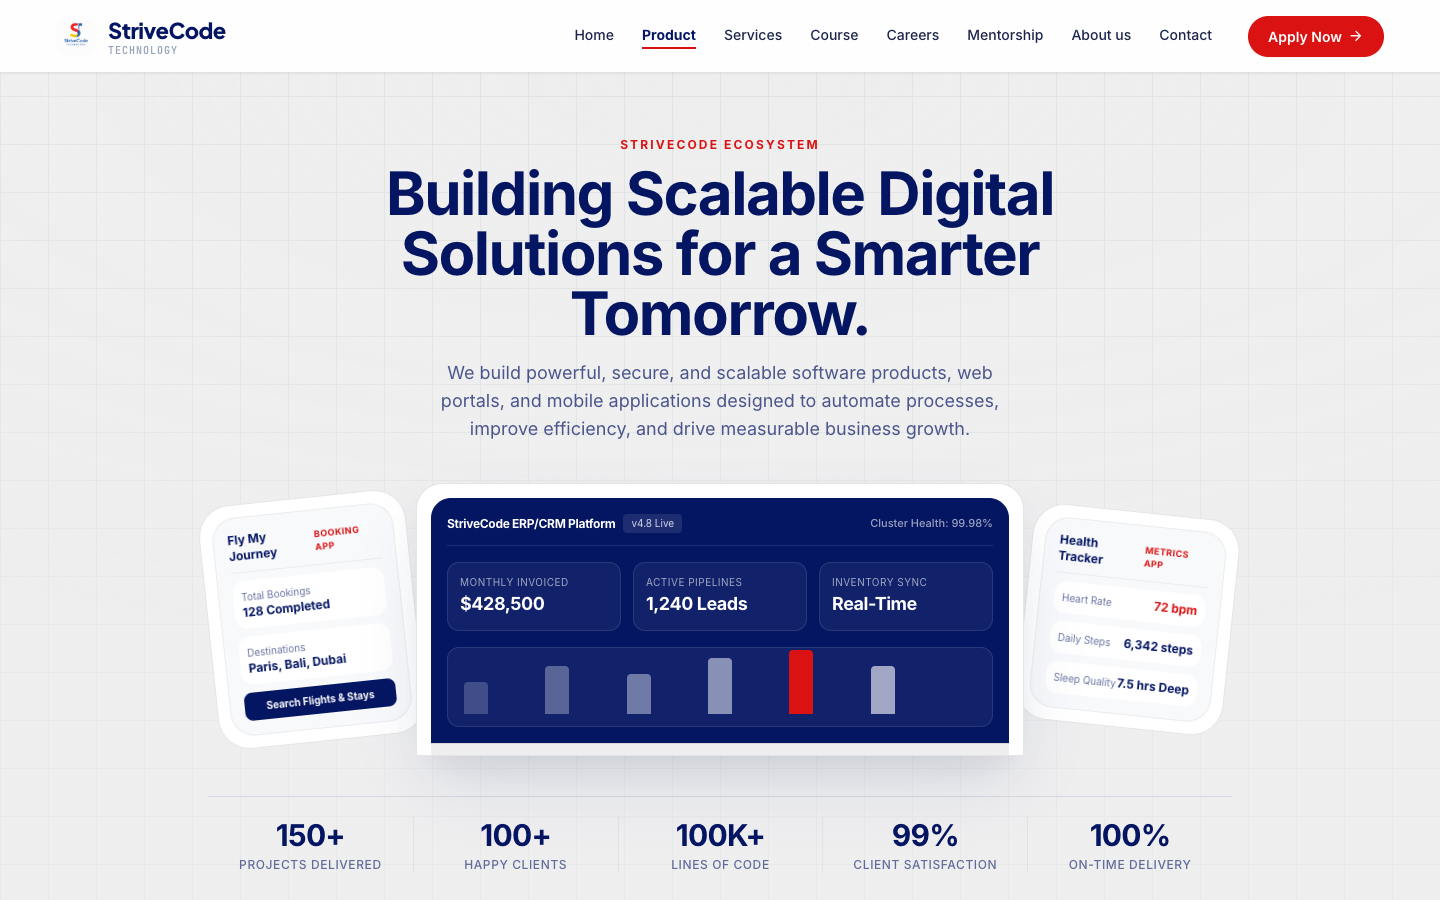 StriveCode
TECHNOLOGY
Home Product Services Course Careers Mentorship About us Contact Apply Now
STRIVECODE ECOSYSTEM
Building Scalable Digital
Solutions for a Smarter
Tomorrow.
We build powerful, secure, and scalable software products, web
portals, and mobile applications designed to automate processes,
improve efficiency, and drive measurable business growth.
Fly My
Journey
BOOKING
APP
Total Bookings
128 Completed
Destinations
Paris, Bali, Dubai
Search Flights & Stays
StriveCode ERP/CRM Platform v4.8 Live Cluster Health: 99.98%
MONTHLY INVOICED
$428,500
ACTIVE PIPELINES
1,240 Leads
INVENTORY SYNC
Real-Time
Health
Tracker
METRICS
APP
Heart Rate 72 bpm
Daily Steps 6,342 steps
Sleep Quality 7.5 hrs Deep
150+
PROJECTS DELIVERED
100+
HAPPY CLIENTS
100K+
LINES OF CODE
99%
CLIENT SATISFACTION
100%
ON-TIME DELIVERY